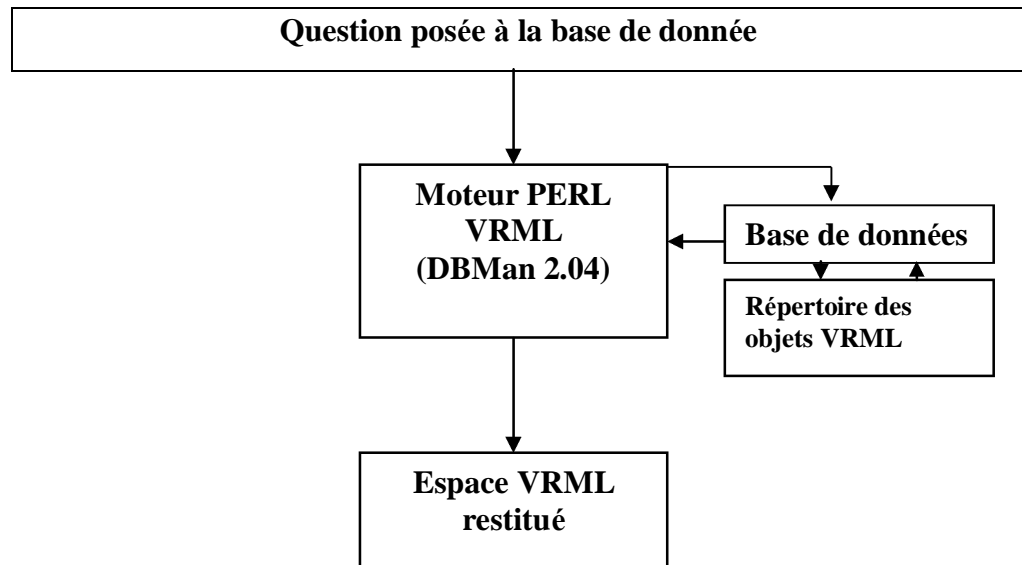 Question posée à la base de donnée
Moteur PERL
VRML
(DBMan 2.04)
Base de données
Répertoire des
objets VRML
Espace VRML
restitué